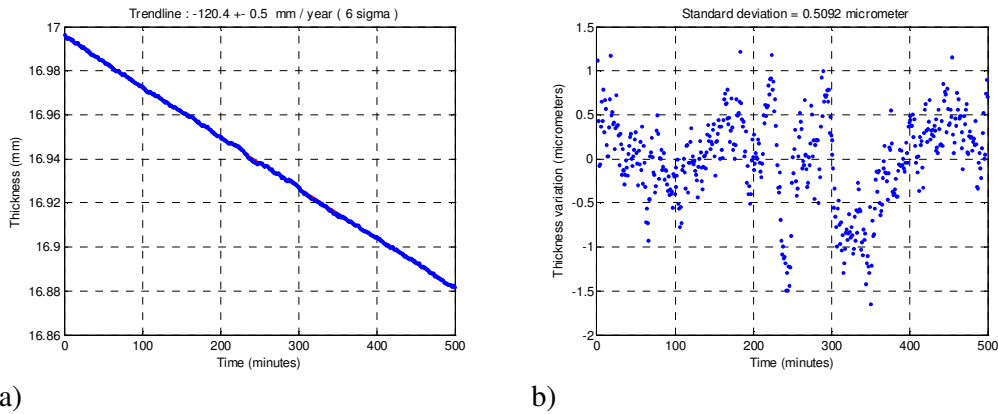 Trendline : -120.4 +- 0.5 mm / year ( 6 sigma )
17
16.98
16.96
16.94
16.92
16.9
16.88
16.86
Thickness (mm)
0 100 200 300 400 500
Time (minutes)
a)
Standard deviation = 0.5092 micrometer
1.5
1
0.5
0
-0.5
-1
-1.5
-2
Thickness variation (micrometers)
0 100 200 300 400 500
Time (minutes)
b)